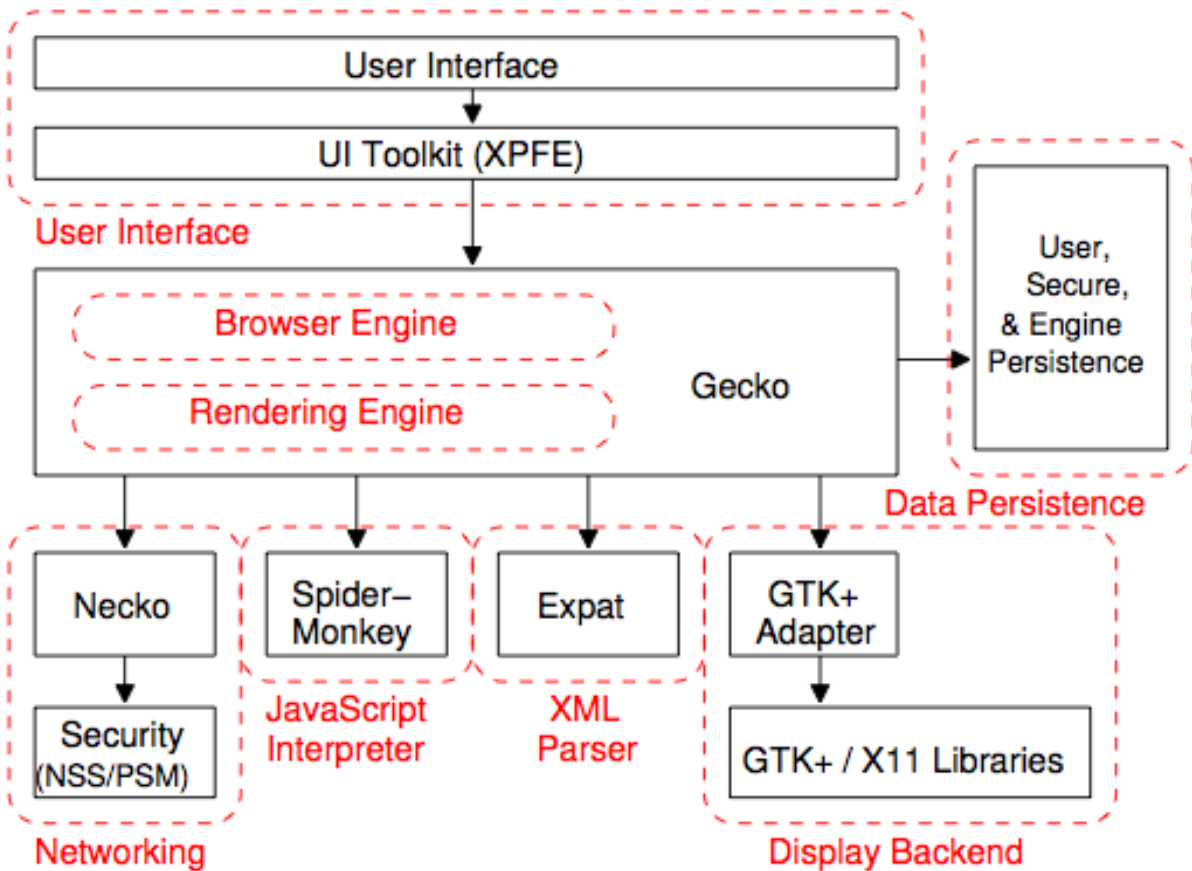 User Interface
UI Toolkit (XPFE)
User Interface
User,
Secure,
& Engine
Persistence
Data Persistence
Browser Engine
Rendering Engine
Gecko
Necko
Security
(NSS/PSM)
Networking
Spider–
Monkey
JavaScript
Interpreter
Expat
XML
Parser
GTK+
Adapter
GTK+ / X11 Libraries
Display Backend